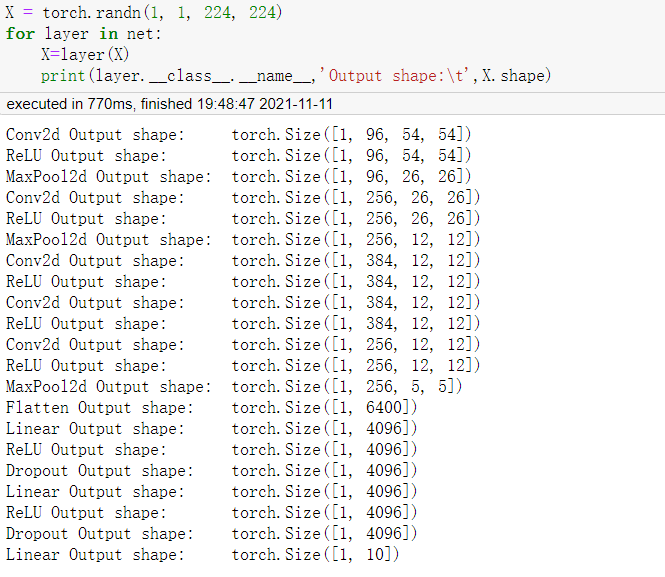 X = torch.randn(1, 1, 224, 224)
for layer in net:
    X=layer(X)
    print(layer.__class__.__name__,'Output shape:\t',X.shape)
executed in 770ms, finished 19:48:47 2021-11-11
Conv2d Output shape:     torch.Size([1, 96, 54, 54])
ReLU Output shape:       torch.Size([1, 96, 54, 54])
MaxPool2d Output shape:  torch.Size([1, 96, 26, 26])
Conv2d Output shape:     torch.Size([1, 256, 26, 26])
ReLU Output shape:       torch.Size([1, 256, 26, 26])
MaxPool2d Output shape:  torch.Size([1, 256, 12, 12])
Conv2d Output shape:     torch.Size([1, 384, 12, 12])
ReLU Output shape:       torch.Size([1, 384, 12, 12])
Conv2d Output shape:     torch.Size([1, 384, 12, 12])
ReLU Output shape:       torch.Size([1, 384, 12, 12])
Conv2d Output shape:     torch.Size([1, 256, 12, 12])
ReLU Output shape:       torch.Size([1, 256, 12, 12])
MaxPool2d Output shape:  torch.Size([1, 256, 5, 5])
Flatten Output shape:    torch.Size([1, 6400])
Linear Output shape:     torch.Size([1, 4096])
ReLU Output shape:       torch.Size([1, 4096])
Dropout Output shape:    torch.Size([1, 4096])
Linear Output shape:     torch.Size([1, 4096])
ReLU Output shape:       torch.Size([1, 4096])
Dropout Output shape:    torch.Size([1, 4096])
Linear Output shape:     torch.Size([1, 10])